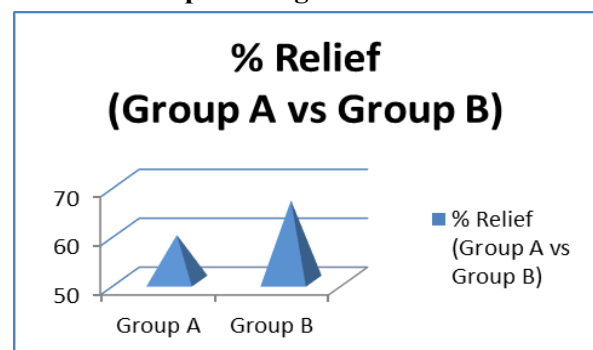 % Relief
(Group A vs Group B)
70
60
50
Group A Group B
% Relief
(Group A vs
Group B)